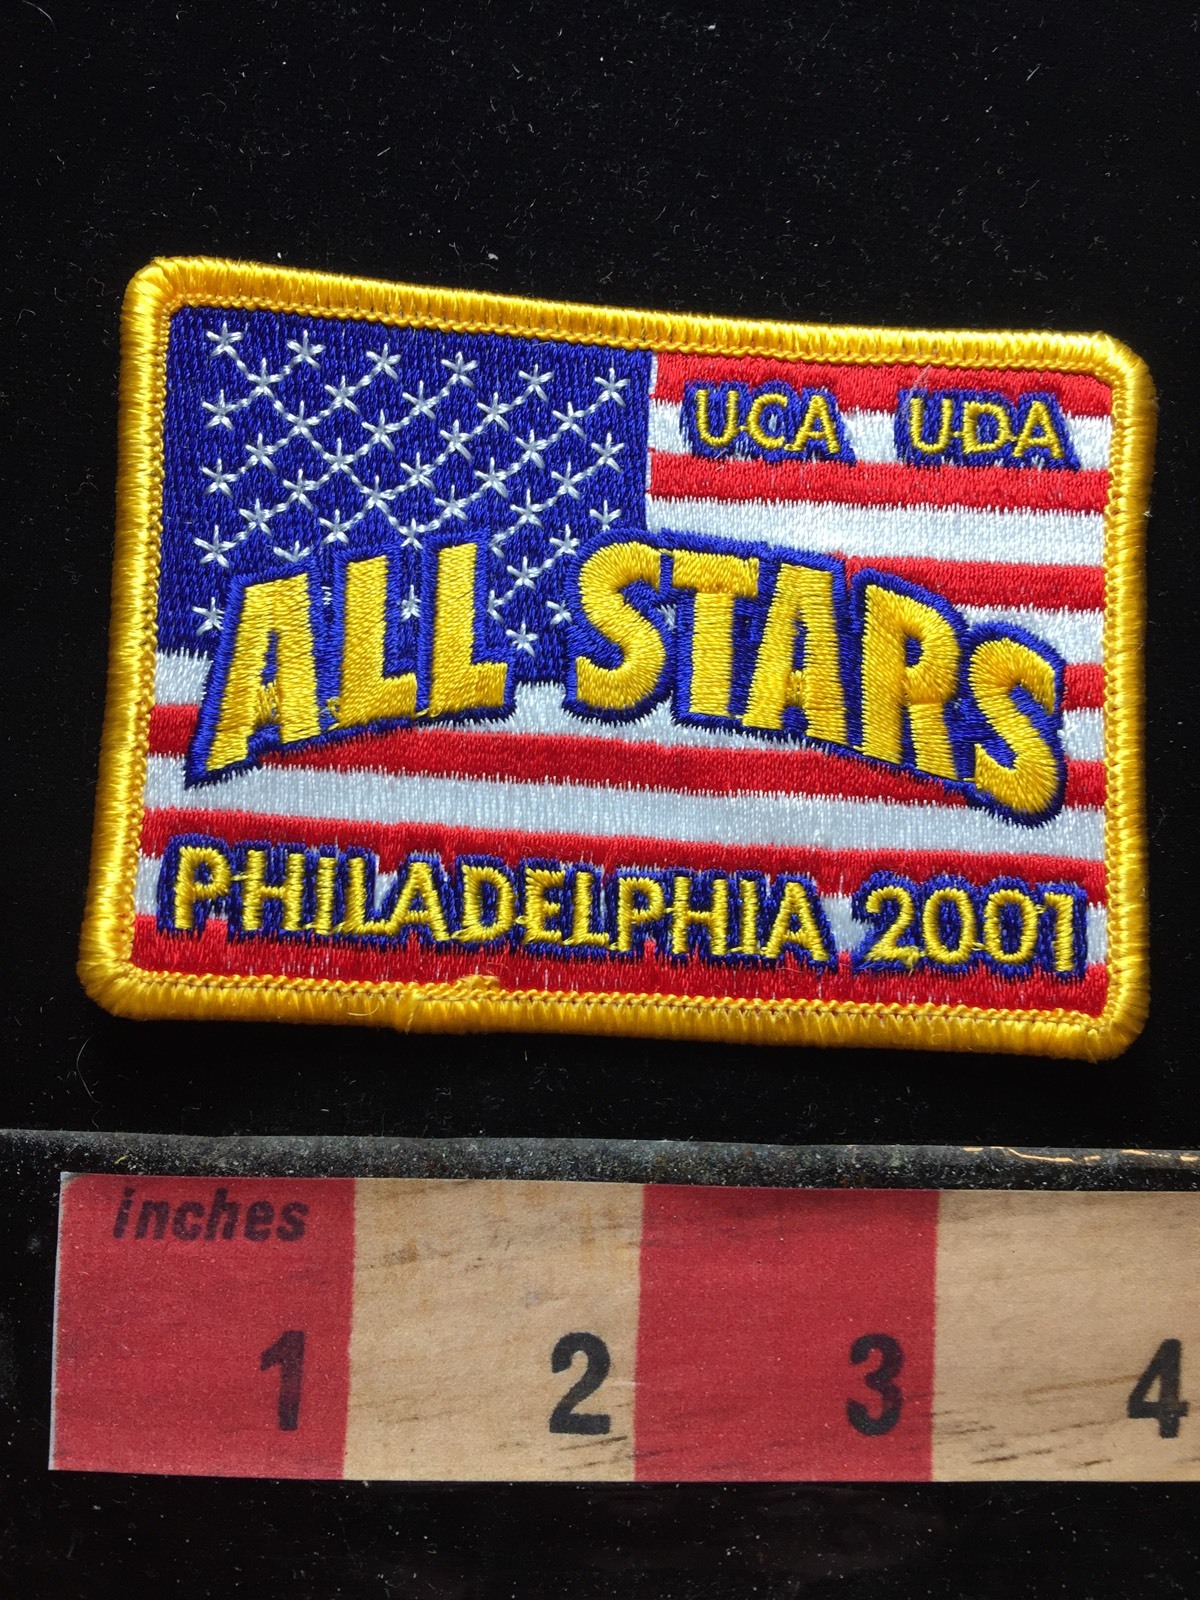 UCA UDA
ALL STARS
PHILADELPHIA 2001
inches
1 2 3 4